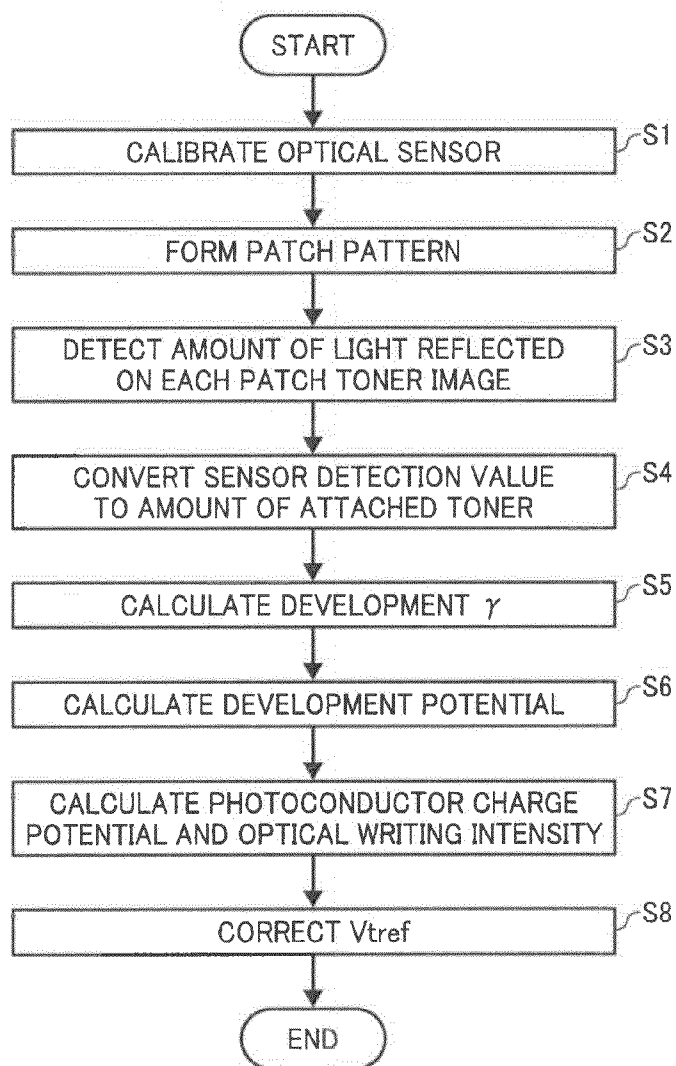 START
CALIBRATE OPTICAL SENSOR
S1
FORM PATCH PATTERN
S2
DETECT AMOUNT OF LIGHT REFLECTED
ON EACH PATCH TONER IMAGE
S3
CONVERT SENSOR DETECTION VALUE
TO AMOUNT OF ATTACHED TONER
S4
CALCULATE DEVELOPMENT γ
S5
CALCULATE DEVELOPMENT POTENTIAL
S6
CALCULATE PHOTOCONDUCTOR CHARGE
POTENTIAL AND OPTICAL WRITING INTENSITY
S7
CORRECT Vtref
S8
END